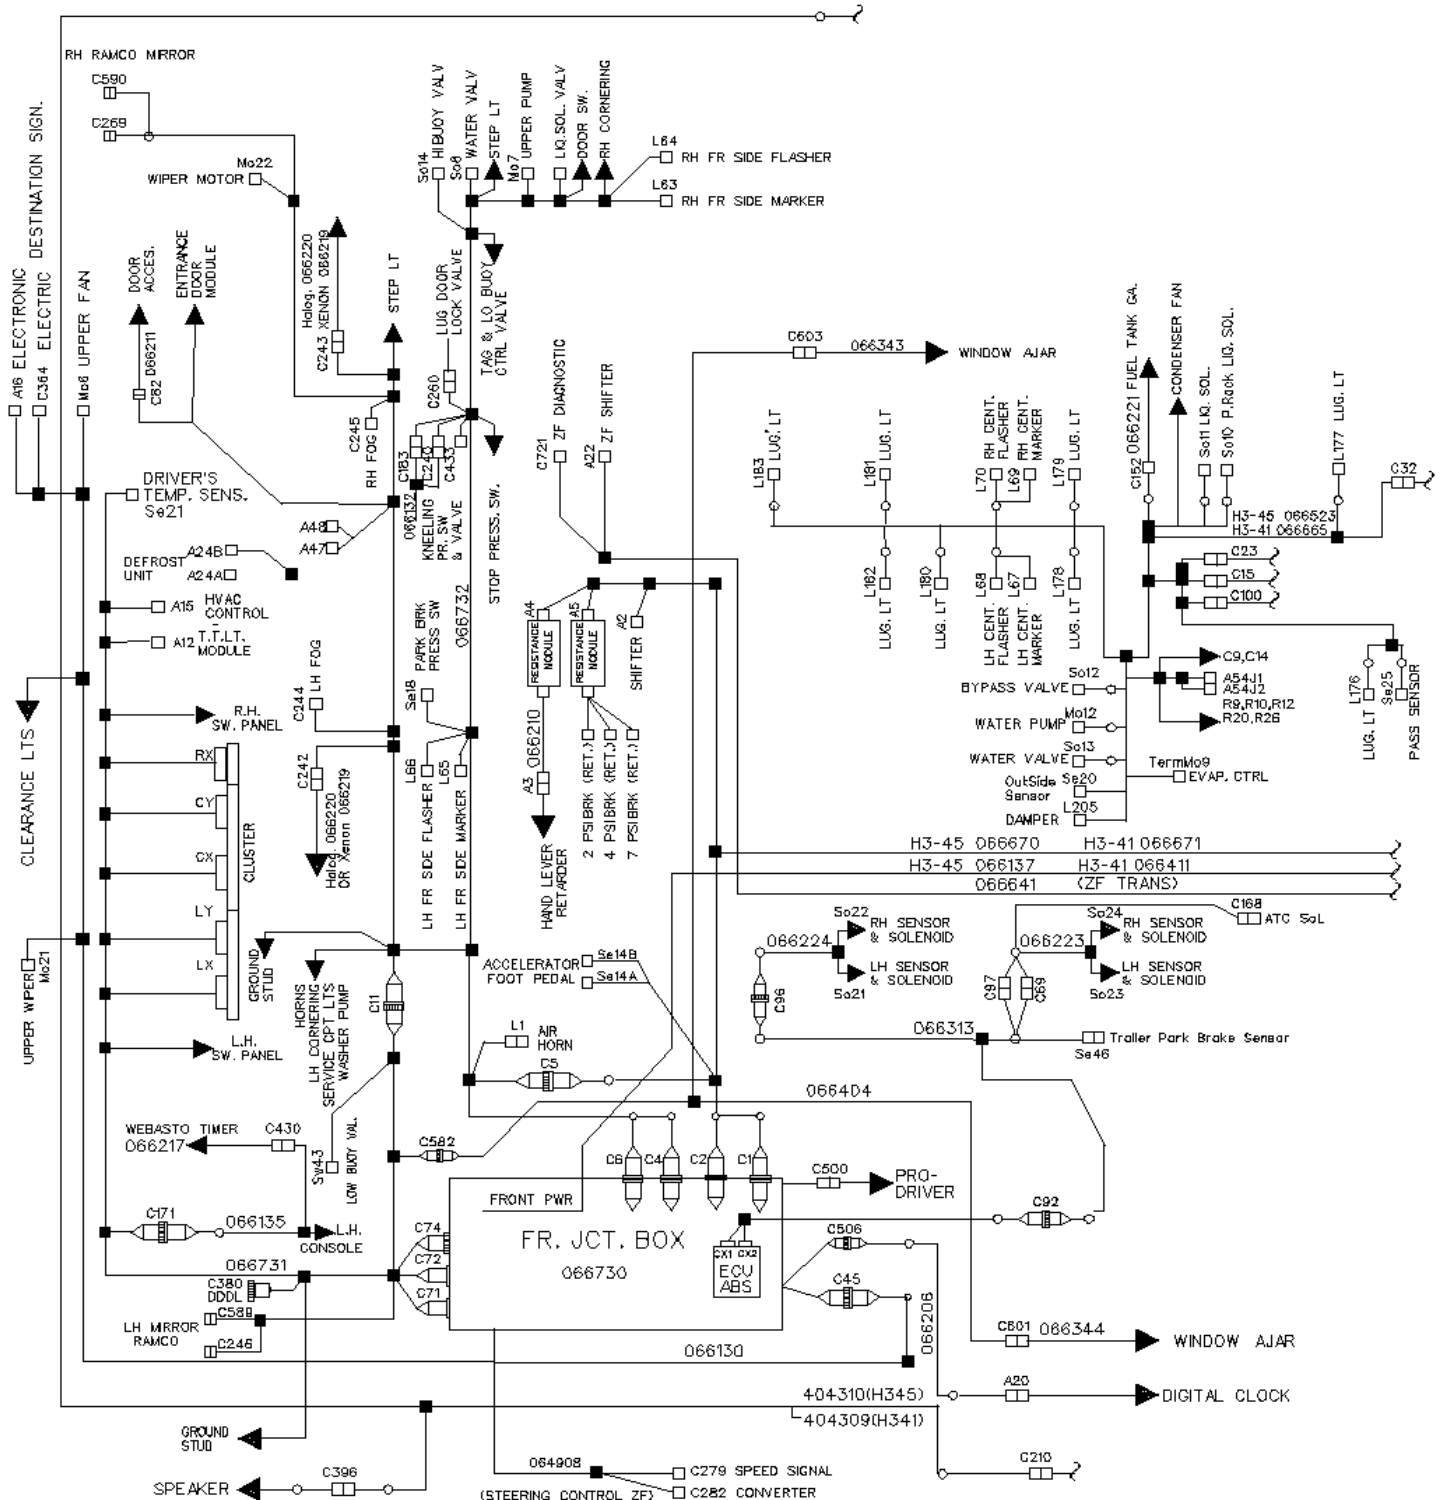 RH RAMCO MIRROR
C590
C269
Mo22
WIPER MOTOR
A16 ELECTRONIC
C364 ELECTRIC DESTINATION SIGN.
Mo6 UPPER FAN
DOOR
ACCES.
ENTRANCE
DOOR
MODULE
C82 066211
Halog. 066220
C243 XENON 066219
STEP LT
So14 HIBUOY VALV
So8 WATER VALV
STEP LT
Mo7 UPPER PUMP
LIQ.SOL. VALV
DOOR SW.
RH CORNERING
L64
RH FR SIDE FLASHER
L63
RH FR SIDE MARKER
LUG DOOR
LOCK VALVE
C260
TAG & LO BUOY
CTRL VALVE
C245
RH FOG
C183
C240
C433
066132
KNEELING
PR. SW
& VALVE
STOP PRESS. SW.
C721 ZF DIAGNOSTIC
A22 ZF SHIFTER
C603
066343
WINDOW AJAR
DRIVER'S
TEMP. SENS.
Se21
A48
A47
DEFROST
UNIT
A24B
A24A
A15 HVAC
CONTROL
A12 T.T.LT.
MODULE
L183 LUG. LT
L181 LUG. LT
L70 RH CENT.
FLASHER
L69 RH CENT.
MARKER
L179 LUG. LT
C152 066221 FUEL TANK GA.
CONDENSER FAN
So11 LIQ. SOL.
So10 P.Rack LIQ. SOL.
L177 LUG. LT
C32
H3-45 066523
H3-41 066665
C23
C15
C100
L182
LUG. LT
L180
LUG. LT
L68
LH CENT.
FLASHER
L67
LH CENT.
MARKER
L178
LUG. LT
L176
LUG. LT
Se25
PASS SENSOR
C9,C14
A54J1
A54J2
R9,R10,R12
R20,R26
So12
BYPASS VALVE
Mo12
WATER PUMP
So13
WATER VALVE
OutSide
Sensor
Se20
L205
DAMPER
TermMo9
EVAP. CTRL
066732
PARK BRK
PRESS SW
Se18
A4
RESISTANCE
MODULE
A5
RESISTANCE
MODULE
A2
SHIFTER
066210
A3
HAND LEVER
RETARDER
2 PSIBRK (RET.)
4 PSIBRK (RET.)
7 PSIBRK (RET.)
L66
LH FR SIDE FLASHER
L65
LH FR SIDE MARKER
C244
LH FOG
C242
Halog. 066220
OR Xenon 066219
CLEARANCE LTS
R.H.
SW. PANEL
RX
CY
CX
LY
LX
CLUSTER
L.H.
SW. PANEL
GROUND
STUD
HORNS
LH CORNERING
SERVICE CPT LTS
WASHER PUMP
C11
UPPER WIPER
Mo21
H3-45 066670
H3-41 066671
H3-45 066137
H3-41 066411
066641
(ZF TRANS)
ACCELERATOR
FOOT PEDAL
Se14B
Se14A
L1
AIR
HORN
C5
066224
So22
RH SENSOR
& SOLENOID
LH SENSOR
& SOLENOID
So21
C96
C168
ATC SoL
066223
So24
RH SENSOR
& SOLENOID
LH SENSOR
& SOLENOID
So23
C97
C69
066313
Se46
Trailer Park Brake Sensor
066404
WEBASTO TIMER
066217
C430
Sw43
LOW BUOY VAL.
C582
C6
C4
C2
C1
C500
PRO-
DRIVER
FRONT PWR
FR. JCT. BOX
066730
CX1 CX2
ECU
ABS
C92
C506
C45
066206
C171
066135
L.H.
CONSOLE
066731
C74
C72
C71
C380
DDDL
C589
LH MIRROR
RAMCO
C246
066130
C601
066344
WINDOW AJAR
A20
DIGITAL CLOCK
404310(H345)
404309(H341)
GROUND
STUD
SPEAKER
C396
064908
(STEERING CONTROL ZF)
C279 SPEED SIGNAL
C282 CONVERTER
C210